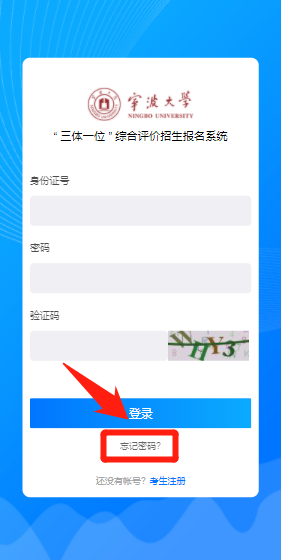 宁波大学
NINGBO UNIVERSITY
“三体一位”综合评价招生报名系统
身份证号
密码
验证码
WHY3
登录
忘记密码?
还没有帐号? 考生注册